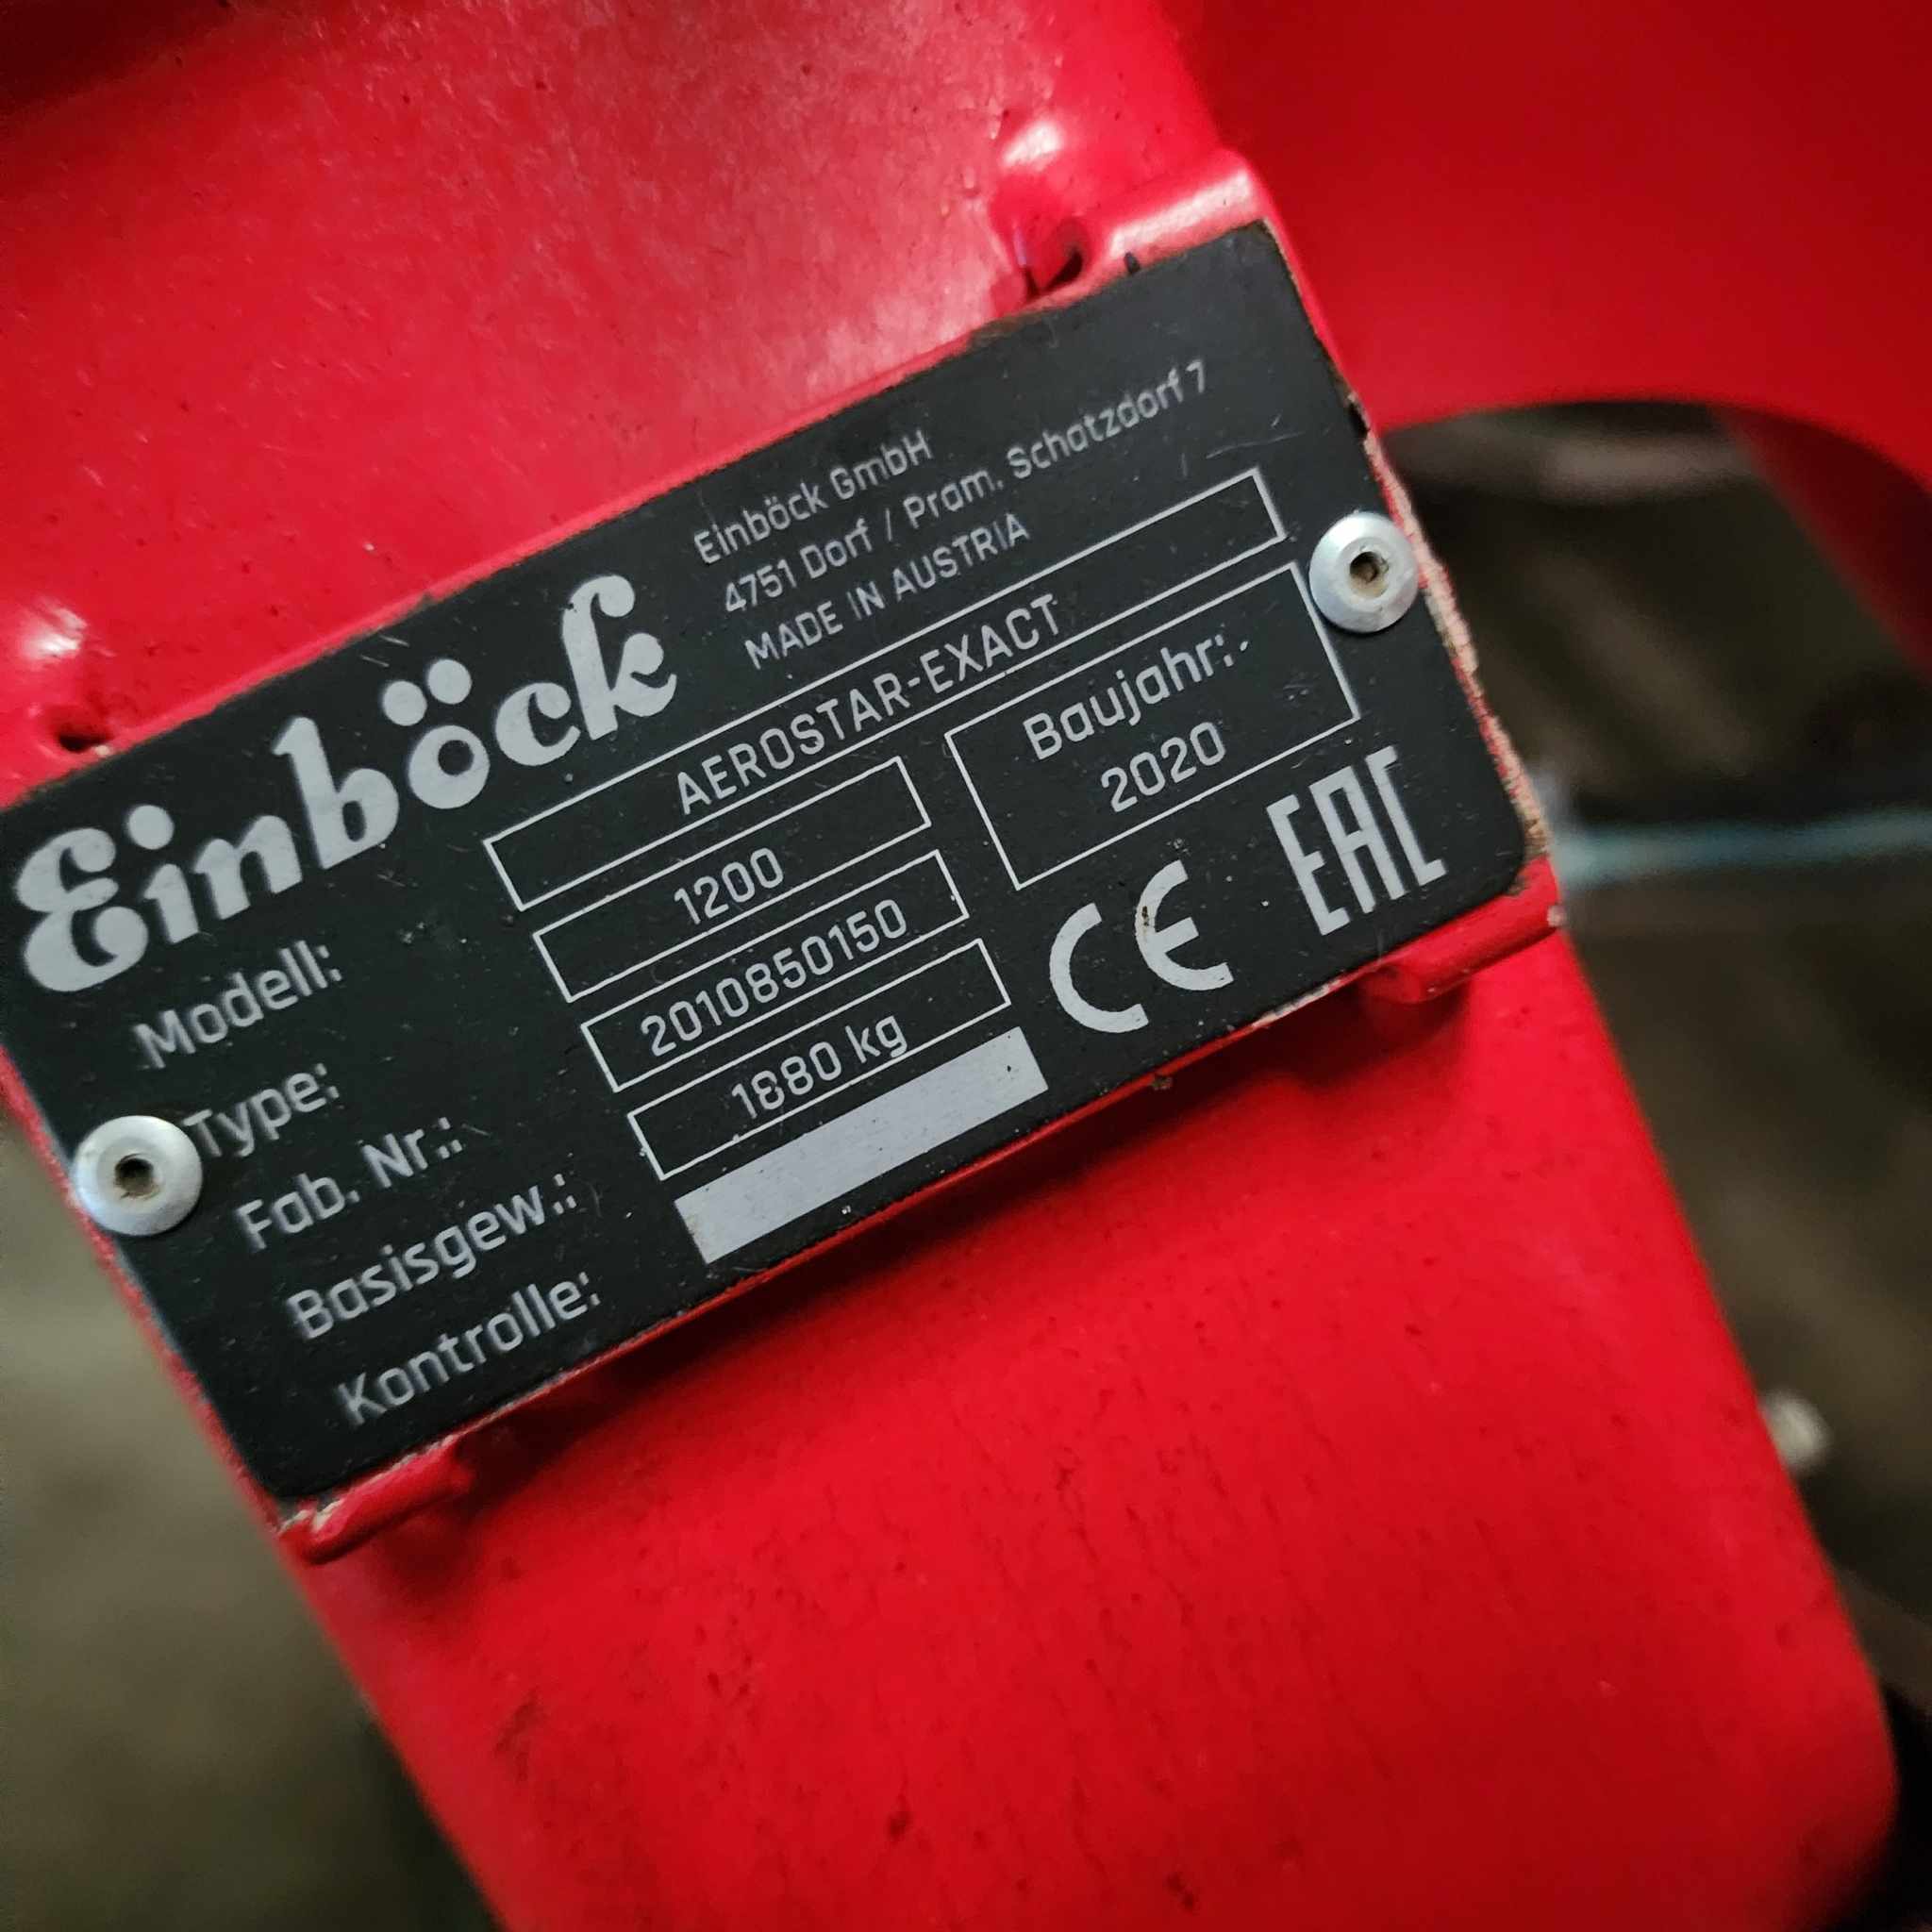 Einböck
Einböck GmbH
4751 Dorf / Pram, Schatzdorf 7
MADE IN AUSTRIA
Modell: AEROSTAR-EXACT
Type: 1200
Baujahr:
2020
Fab. Nr.: 2010850150
Basisgew.: 1880 kg
Kontrolle:
CE EAC